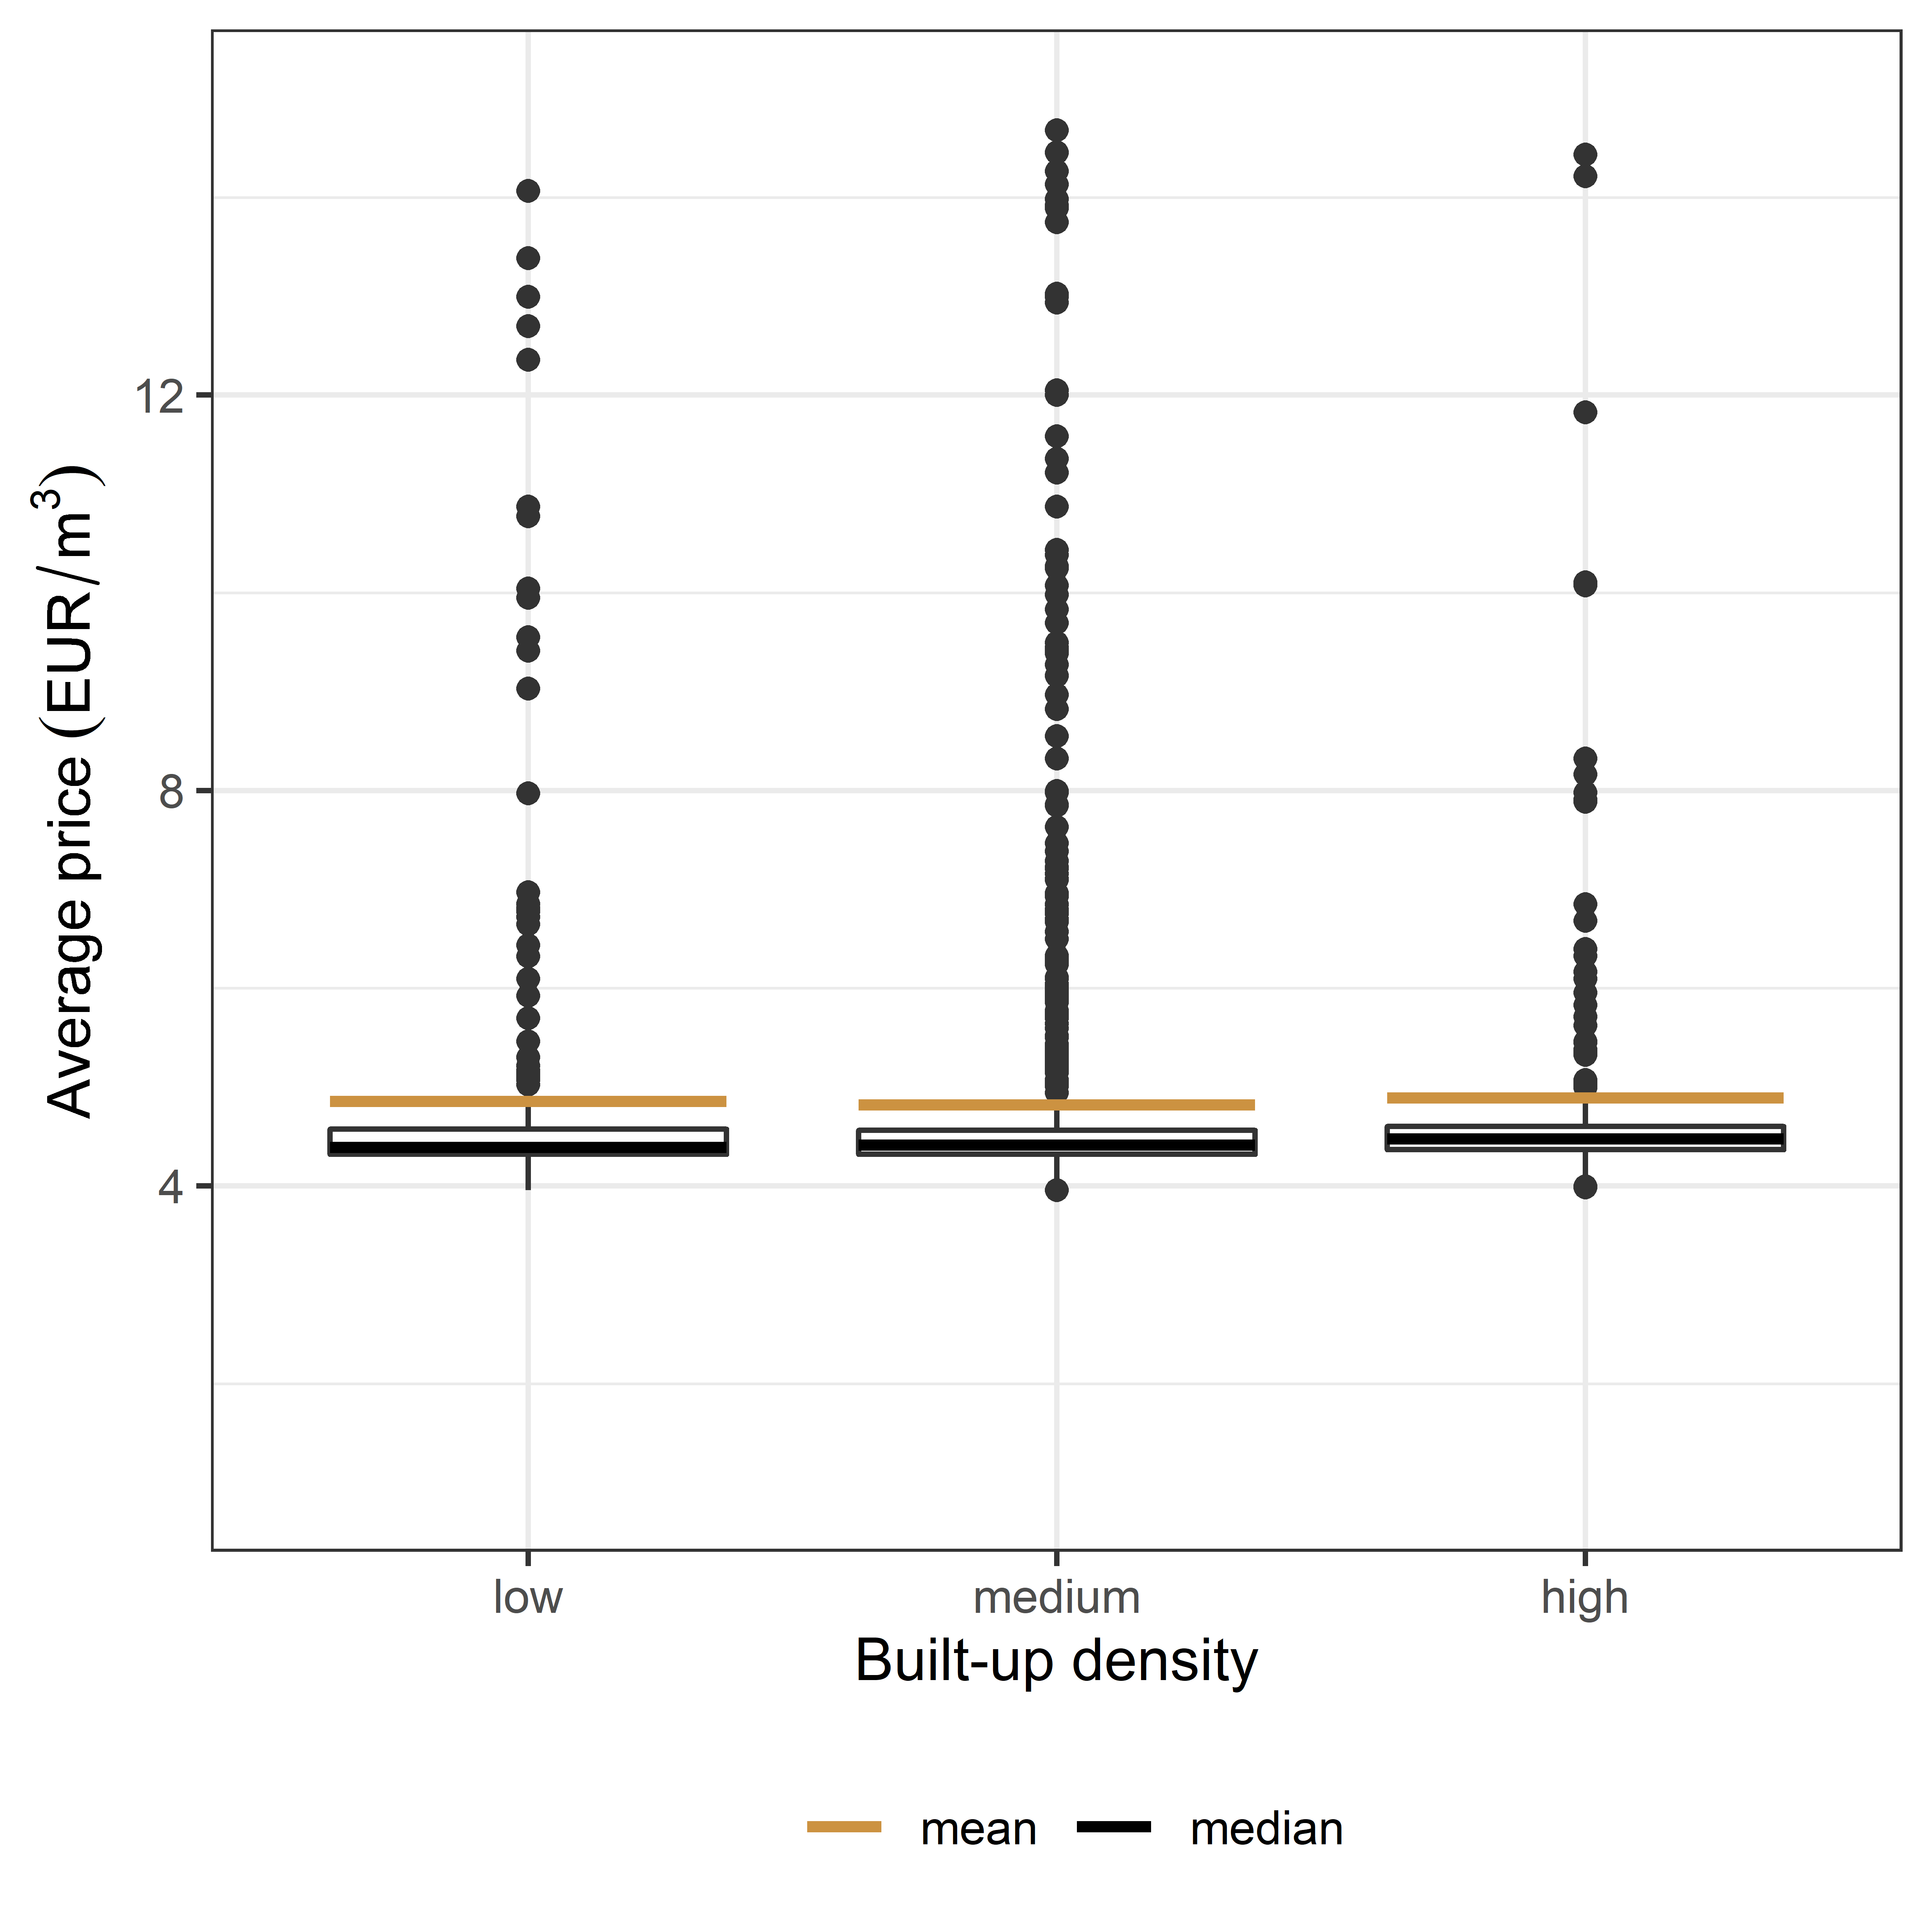 Average price (EUR/m³)
12
8
4
low medium high
Built-up density
mean median